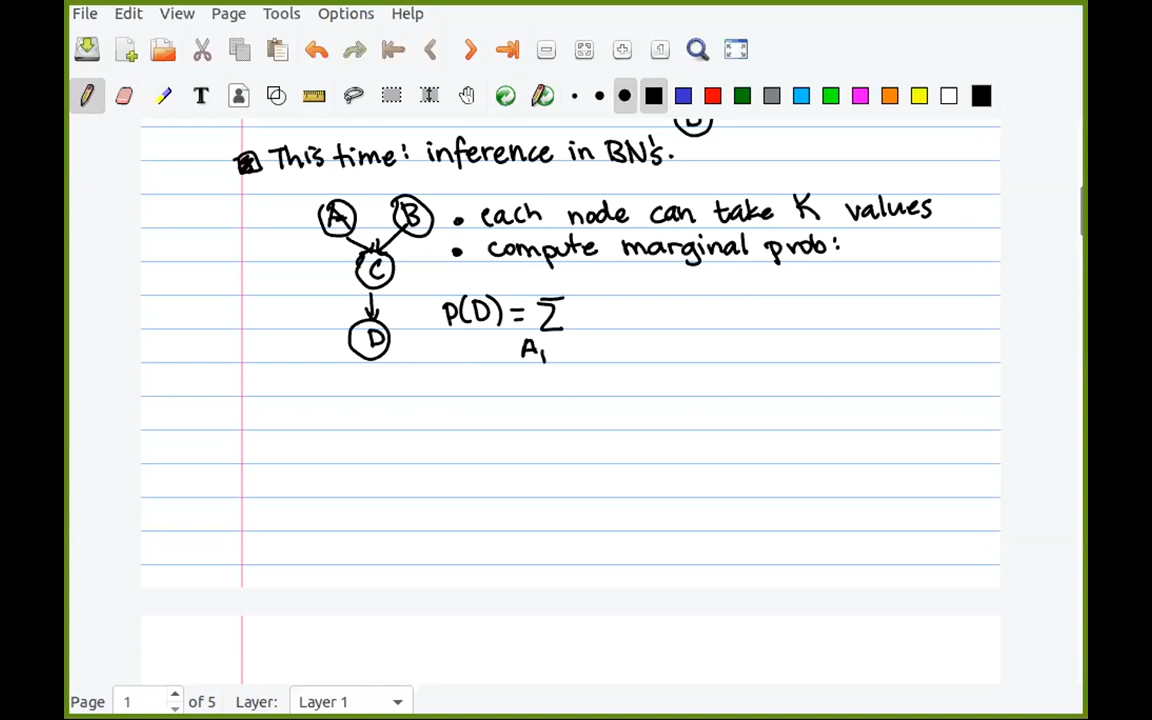 File Edit View Page Tools Options Help
T
This time: inference in BN's.
A B • each node can take K values
• compute marginal prob:
C
P(D) = Σ
D
A,
Page 1 of 5 Layer: Layer 1